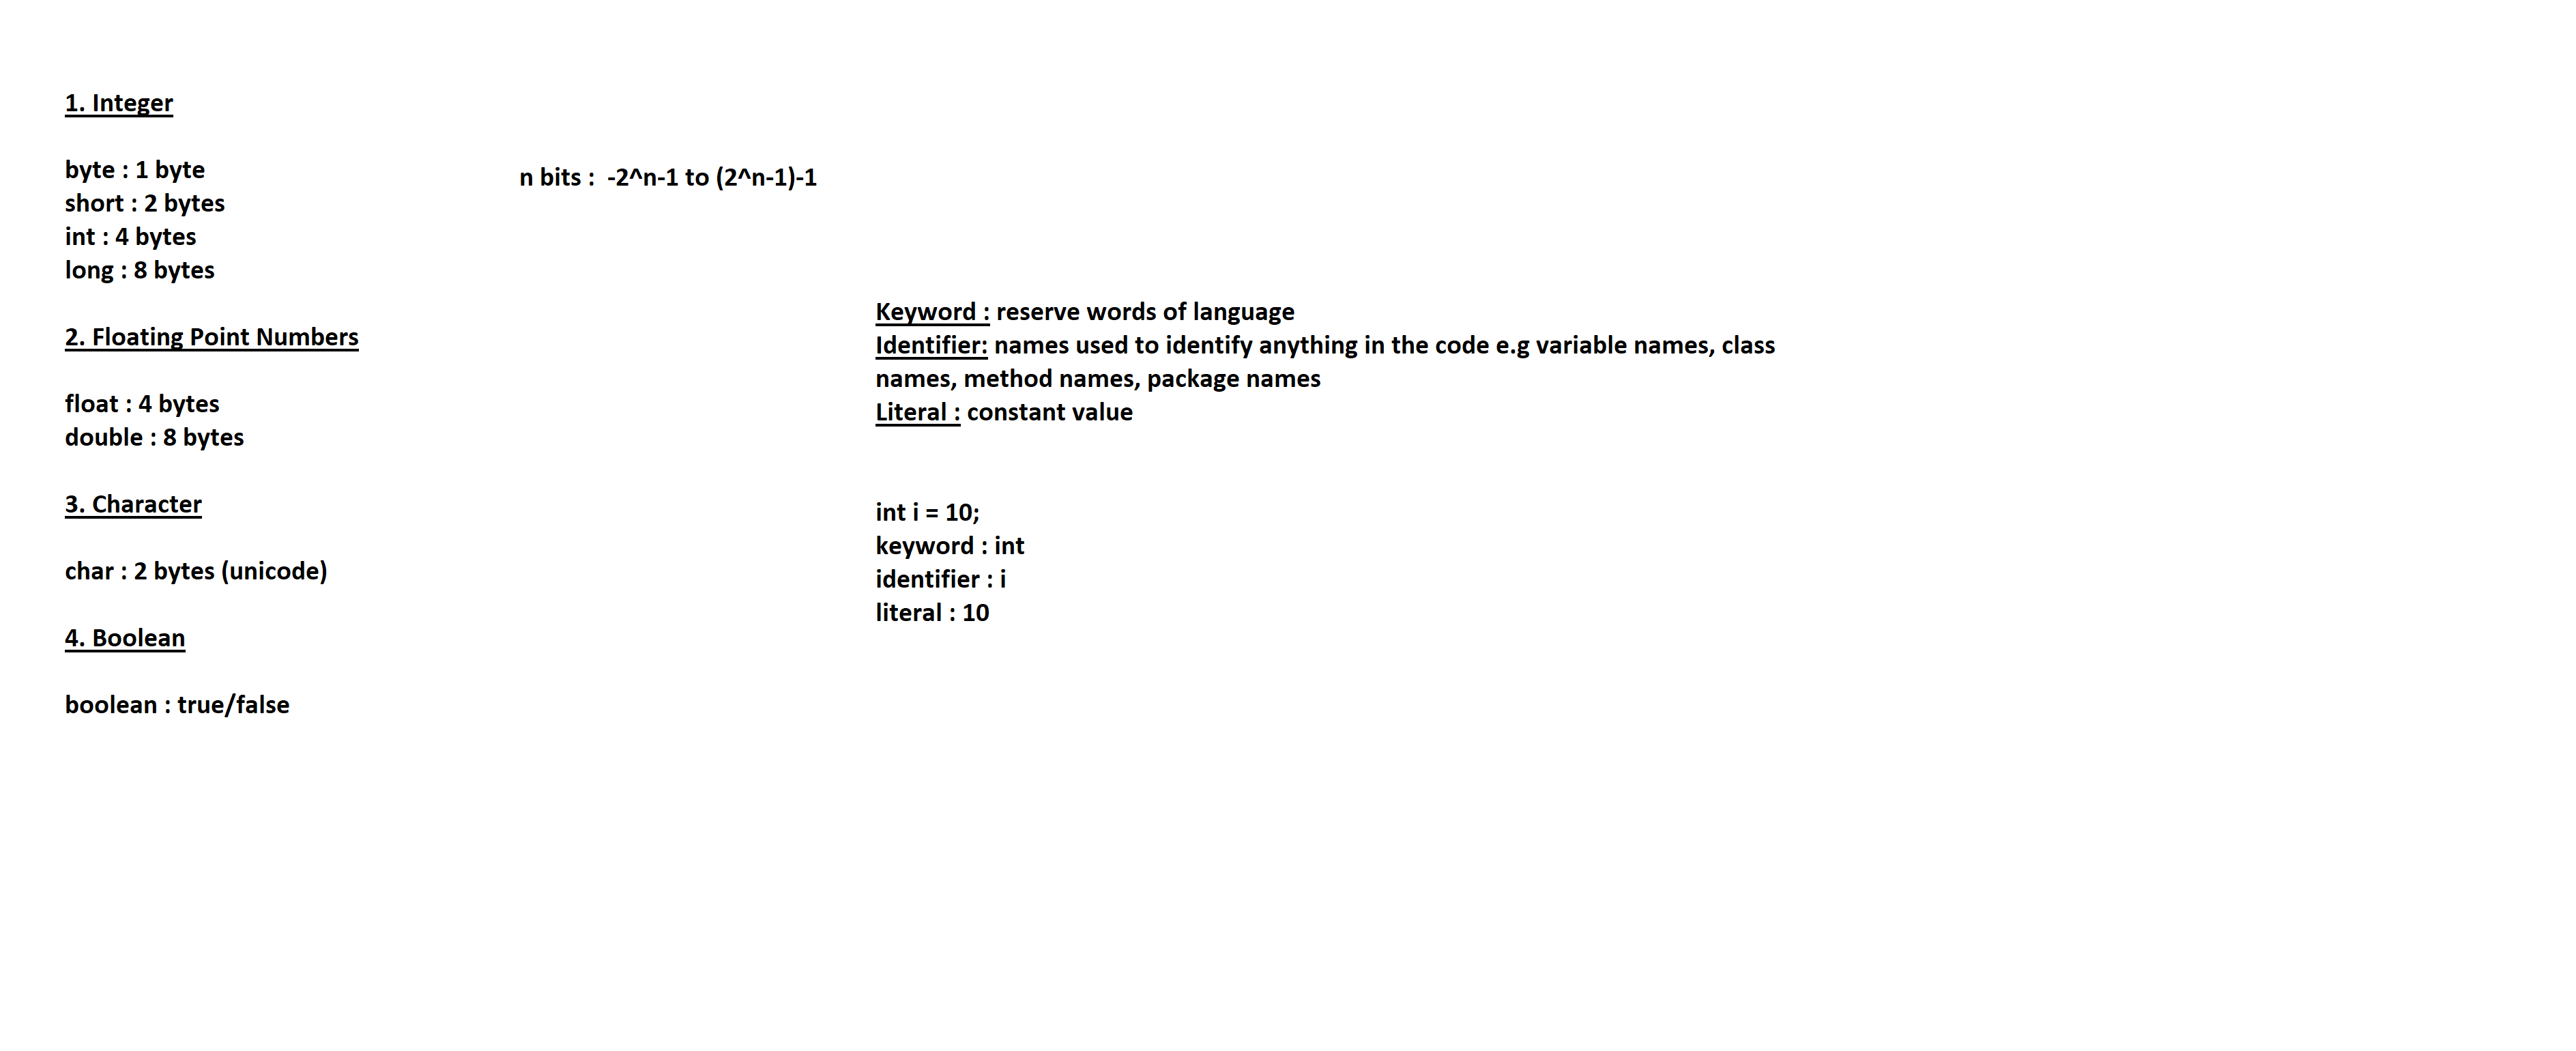 1. Integer
byte : 1 byte
short : 2 bytes
int : 4 bytes
long : 8 bytes
2. Floating Point Numbers
float : 4 bytes
double : 8 bytes
3. Character
char : 2 bytes (unicode)
4. Boolean
boolean : true/false
n bits :  -2^n-1 to (2^n-1)-1
Keyword : reserve words of language
Identifier: names used to identify anything in the code e.g variable names, class
names, method names, package names
Literal : constant value
int i = 10;
keyword : int
identifier : i
literal : 10